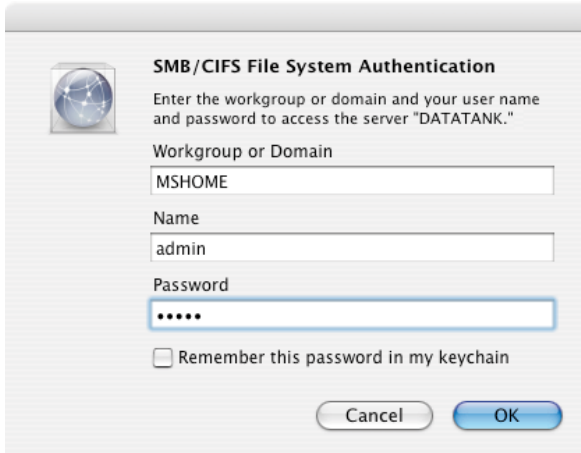 SMB/CIFS File System Authentication
Enter the workgroup or domain and your user name
and password to access the server "DATATANK."
Workgroup or Domain
MSHOME
Name
admin
Password
•••••
Remember this password in my keychain
Cancel OK